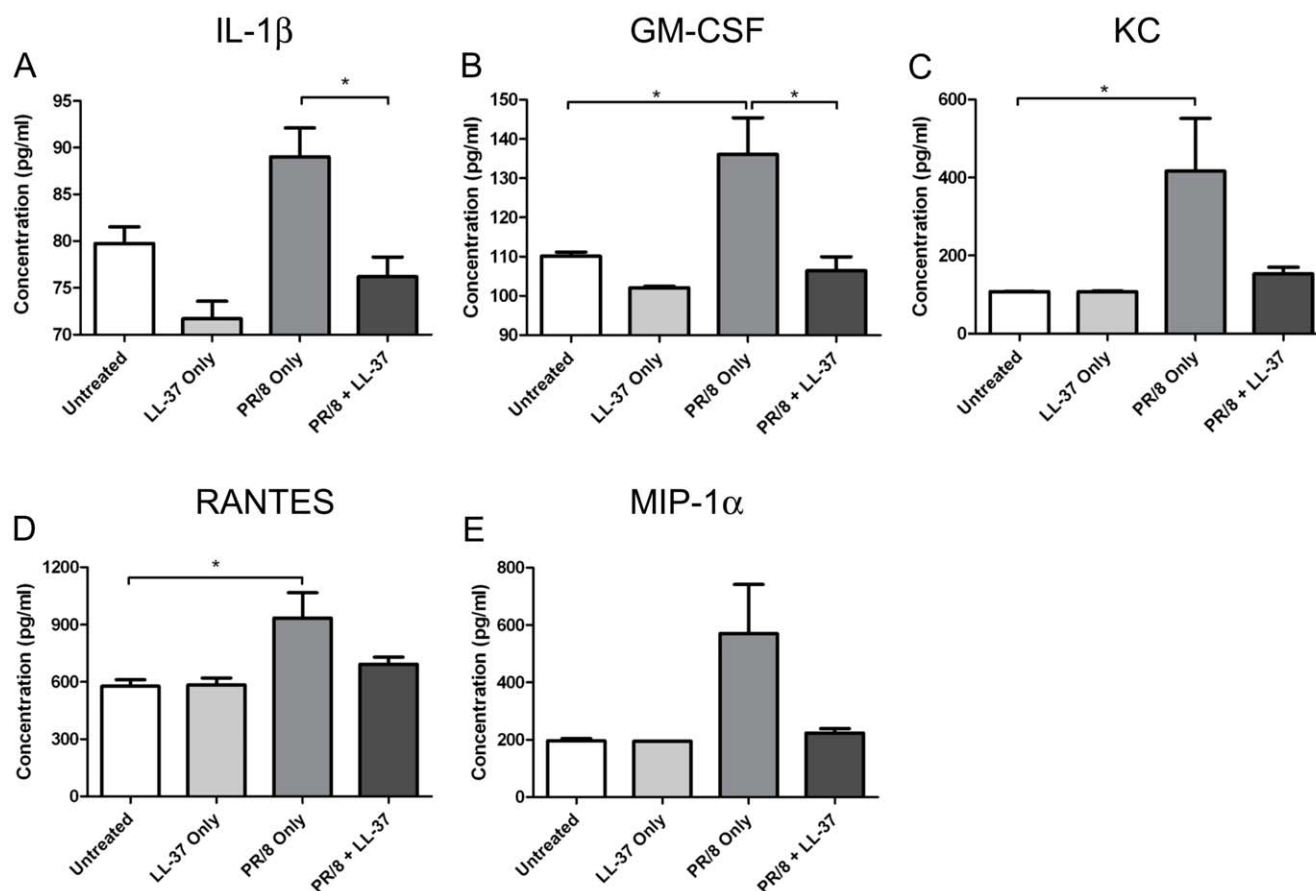 IL-1β
A
*
Concentration (pg/ml)
95
90
85
80
75
70
Untreated
LL-37 Only
PR/8 Only
PR/8 + LL-37
GM-CSF
B
*
*
Concentration (pg/ml)
150
140
130
120
110
100
90
Untreated
LL-37 Only
PR/8 Only
PR/8 + LL-37
KC
C
*
Concentration (pg/ml)
600
400
200
0
Untreated
LL-37 Only
PR/8 Only
PR/8 + LL-37
RANTES
D
*
Concentration (pg/ml)
1200
900
600
300
0
Untreated
LL-37 Only
PR/8 Only
PR/8 + LL-37
MIP-1α
E
Concentration (pg/ml)
800
600
400
200
0
Untreated
LL-37 Only
PR/8 Only
PR/8 + LL-37